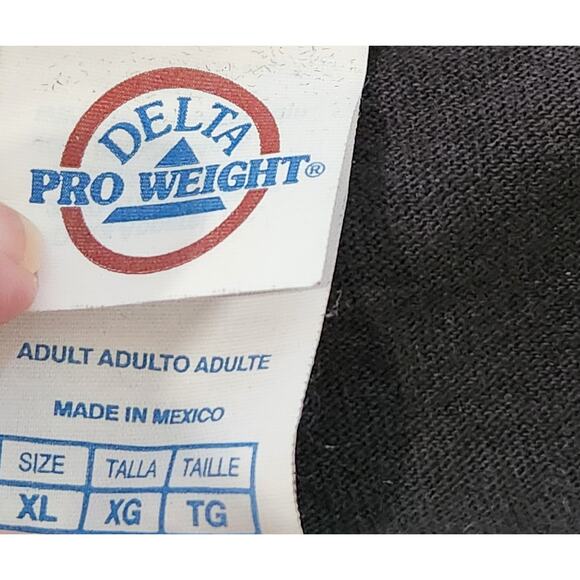 DELTA
PRO WEIGHT®
ADULT ADULTO ADULTE
MADE IN MEXICO
SIZE TALLA TAILLE
XL XG TG